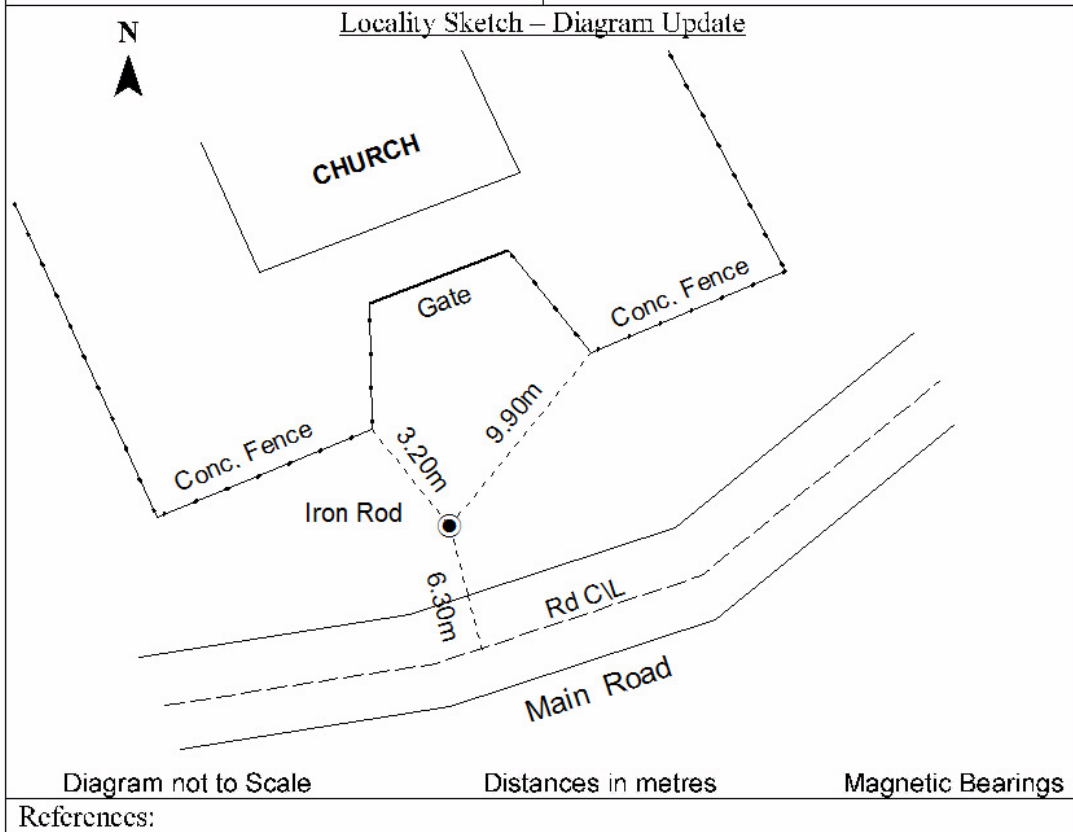 Locality Sketch – Diagram Update
N
CHURCH
Gate
Conc. Fence
9.90m
Conc. Fence
3.20m
Iron Rod
6.30m
Rd C\L
Main Road
Diagram not to Scale
Distances in metres
Magnetic Bearings
References: